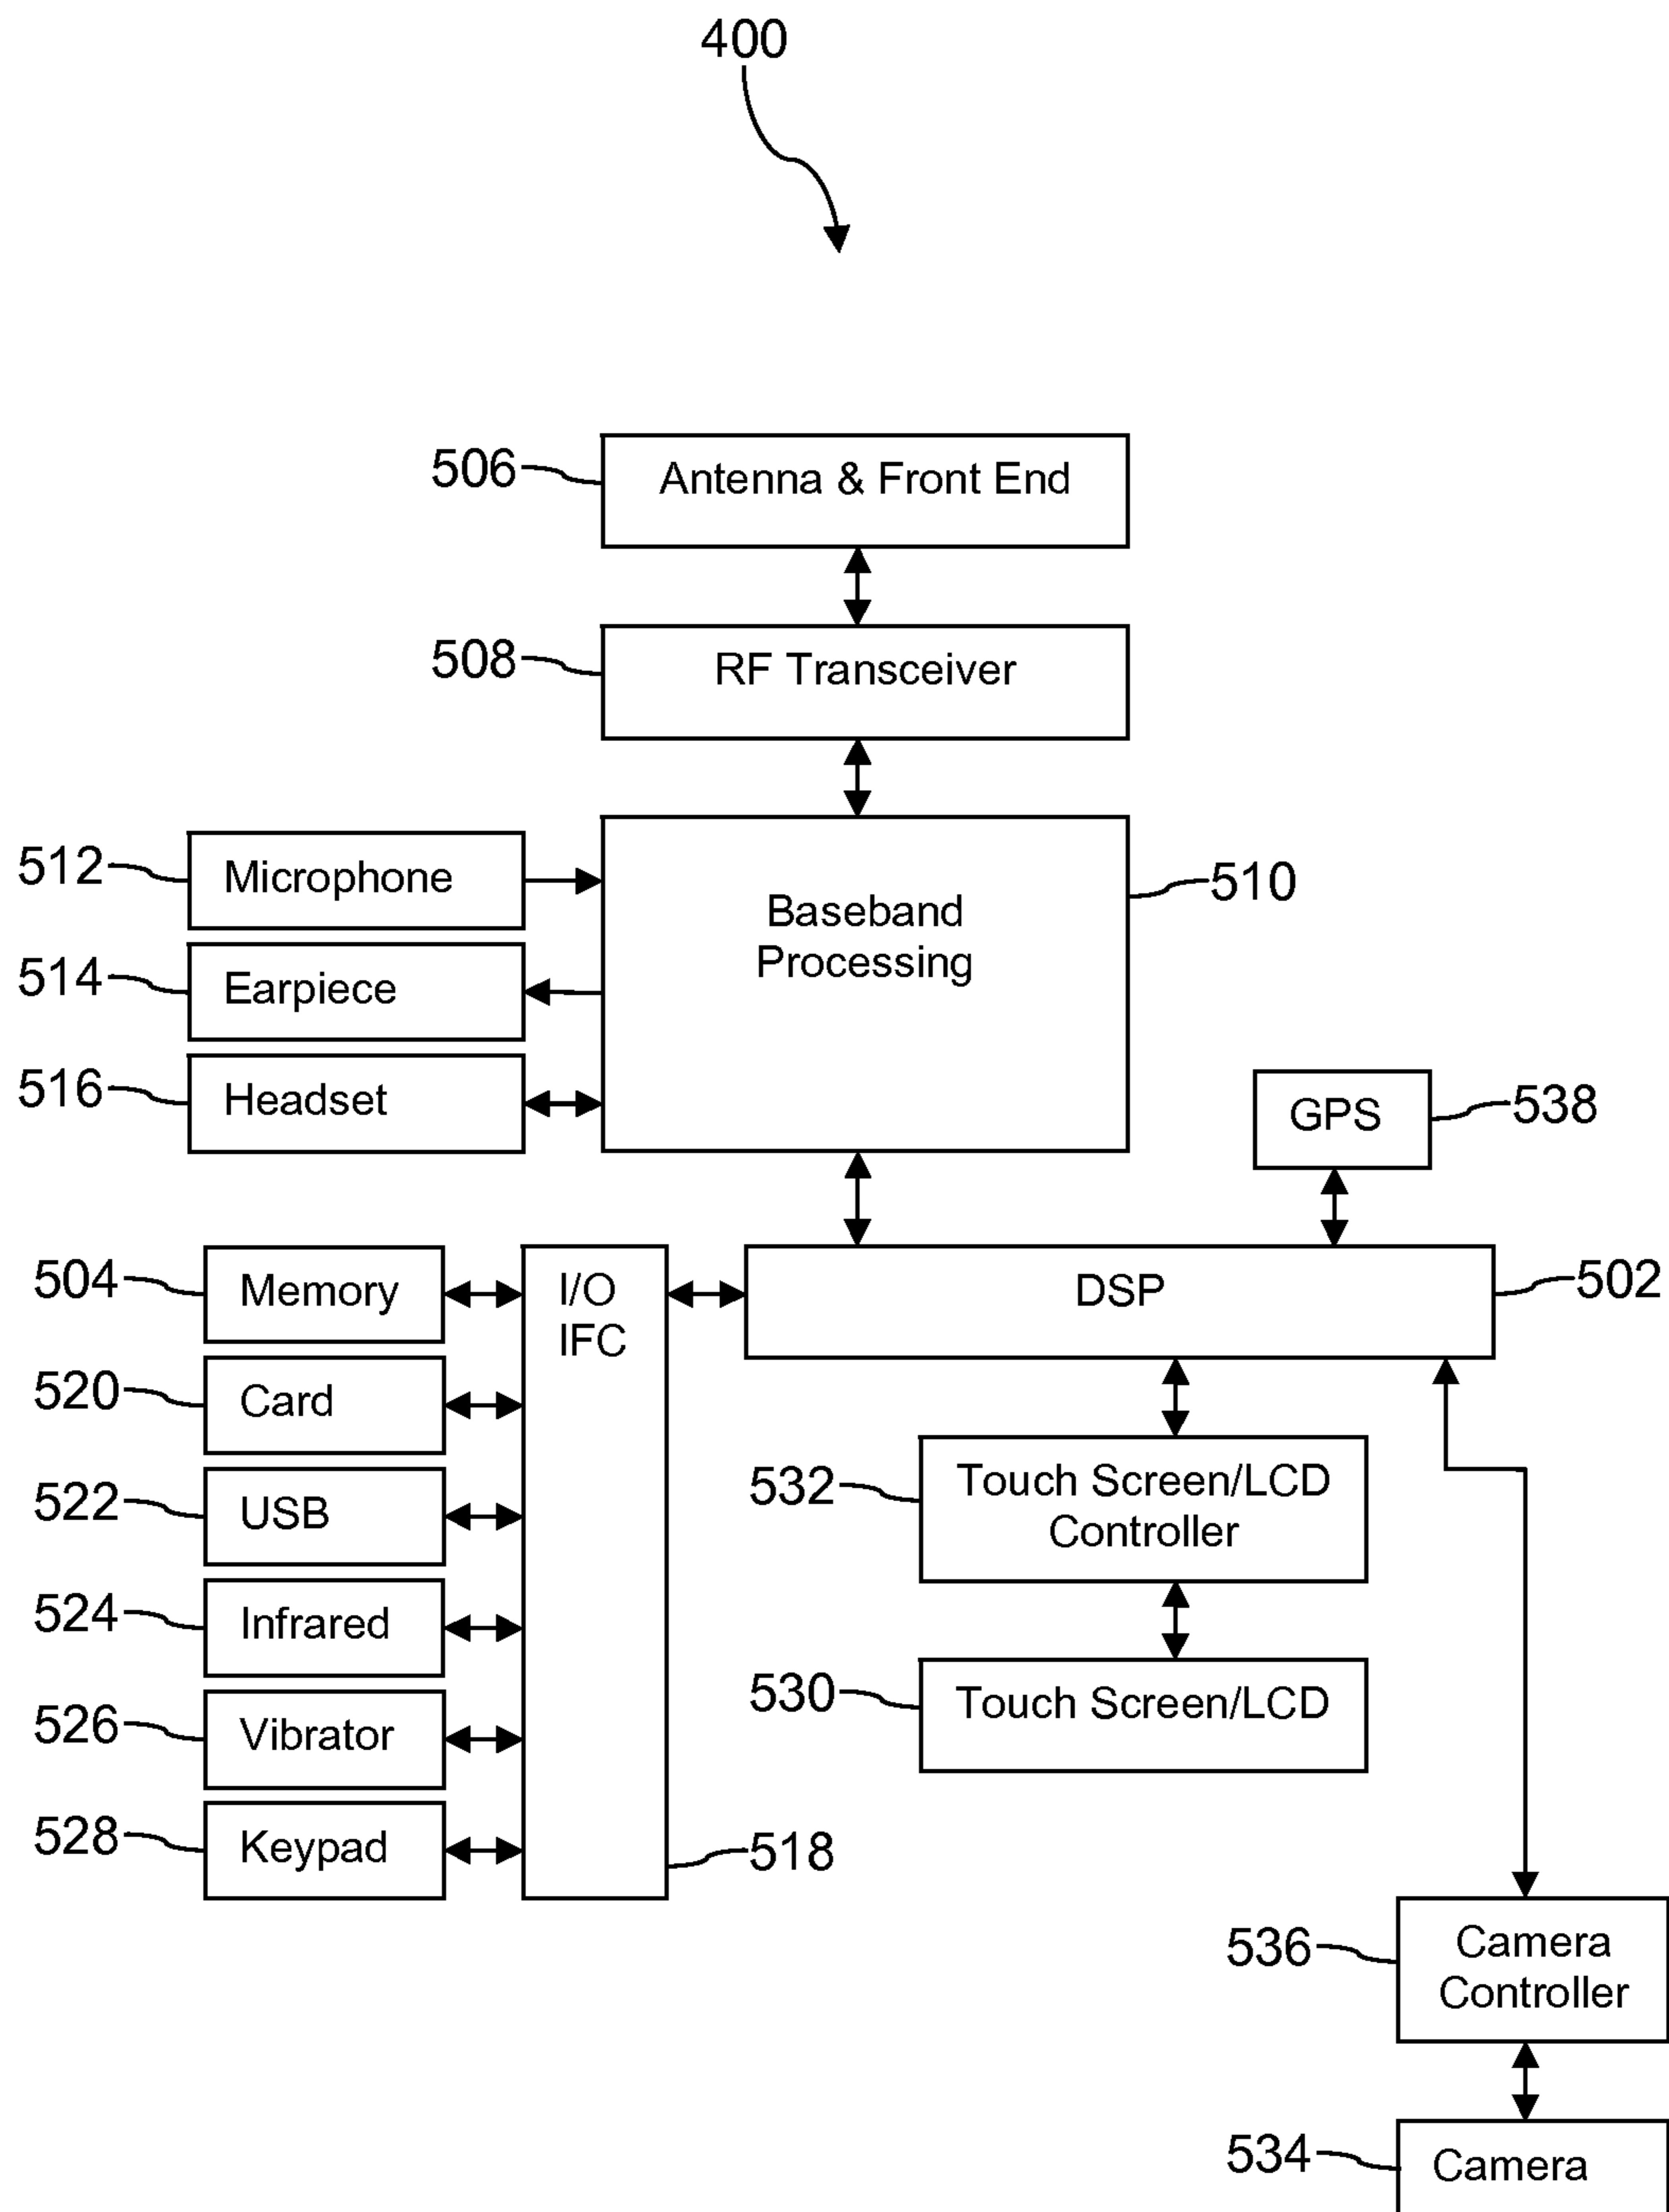 400
506
Antenna & Front End
508
RF Transceiver
512
Microphone
Baseband
Processing
510
514
Earpiece
516
Headset
GPS
538
504
Memory
I/O
IFC
DSP
502
520
Card
522
USB
532
Touch Screen/LCD
Controller
524
Infrared
530
Touch Screen/LCD
526
Vibrator
528
Keypad
518
536
Camera
Controller
534
Camera